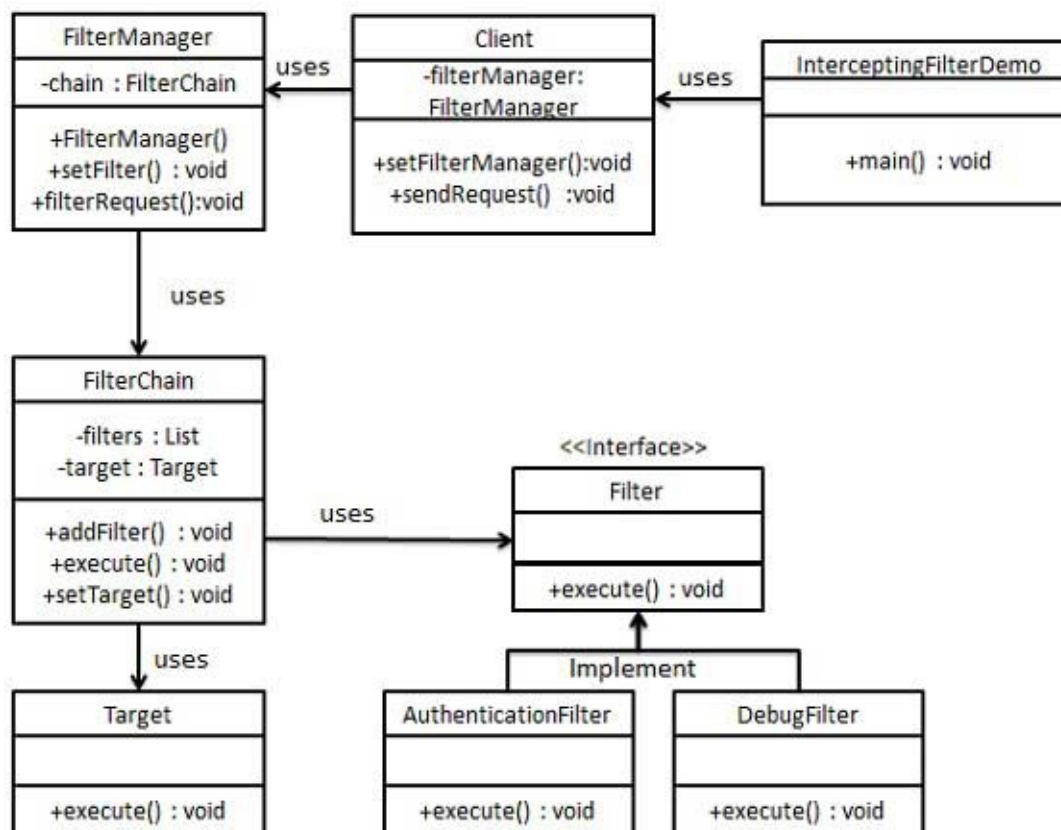 FilterManager
-chain : FilterChain
+FilterManager()
+setFilter() : void
+filterRequest():void
uses
Client
-filterManager:
FilterManager
+setFilterManager():void
+sendRequest() :void
uses
InterceptingFilterDemo
+main() : void
uses
FilterChain
-filters : List
-target : Target
+addFilter() : void
+execute() : void
+setTarget() : void
uses
<<Interface>>
Filter
+execute() : void
uses
Implement
Target
+execute() : void
AuthenticationFilter
+execute() : void
DebugFilter
+execute() : void